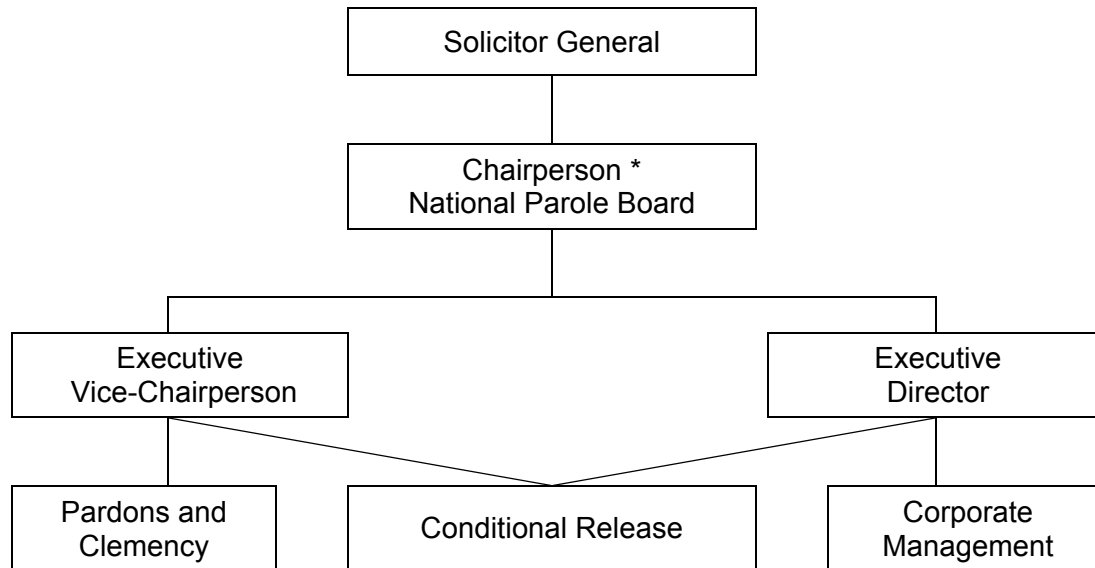 Solicitor General
Chairperson *
National Parole Board
Executive
Vice-Chairperson
Executive
Director
Pardons and
Clemency
Conditional Release
Corporate
Management